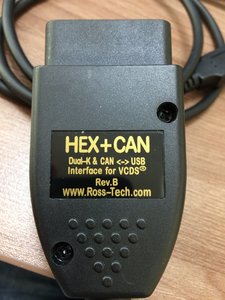 HEX+CAN
Dual-K & CAN <-> USB
Interface for VCDS®
Rev.B
www.Ross-Tech.com